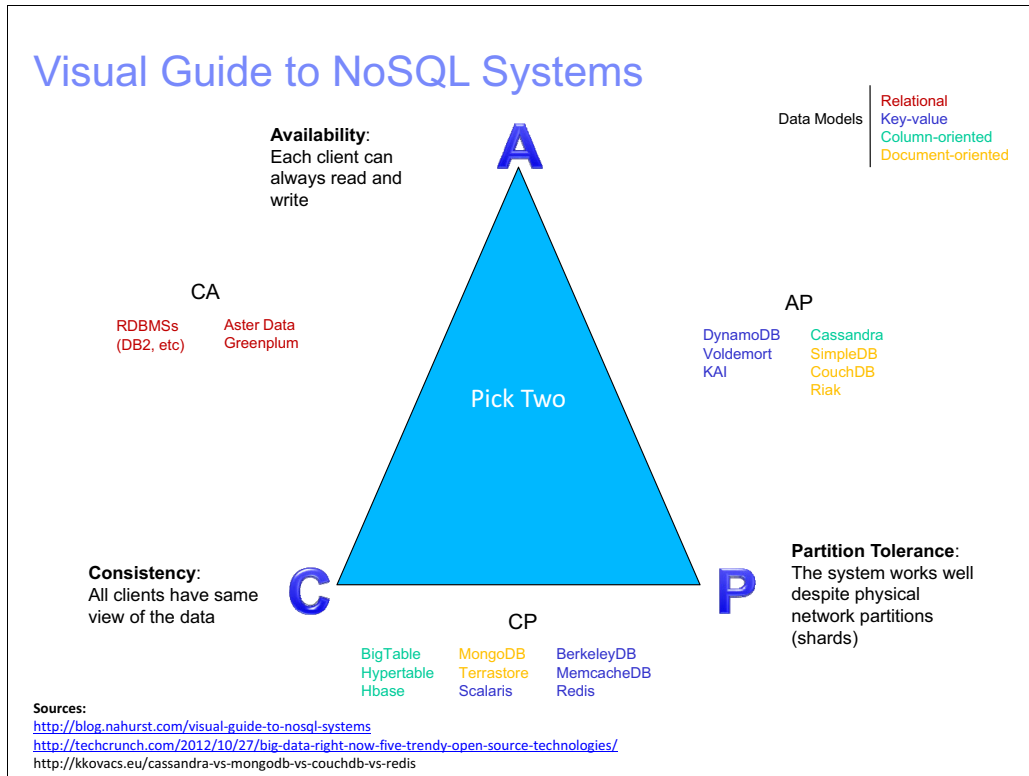 Visual Guide to NoSQL Systems
Data Models
Relational
Key-value
Column-oriented
Document-oriented
Availability:
Each client can
always read and
write
A
CA
RDBMSs
(DB2, etc)
Aster Data
Greenplum
AP
DynamoDB
Voldemort
KAI
Cassandra
SimpleDB
CouchDB
Riak
Pick Two
Consistency:
All clients have same
view of the data
C
P
Partition Tolerance:
The system works well
despite physical
network partitions
(shards)
CP
BigTable
Hypertable
Hbase
MongoDB
Terrastore
Scalaris
BerkeleyDB
MemcacheDB
Redis
Sources:
http://blog.nahurst.com/visual-guide-to-nosql-systems
http://techcrunch.com/2012/10/27/big-data-right-now-five-trendy-open-source-technologies/
http://kkovacs.eu/cassandra-vs-mongodb-vs-couchdb-vs-redis